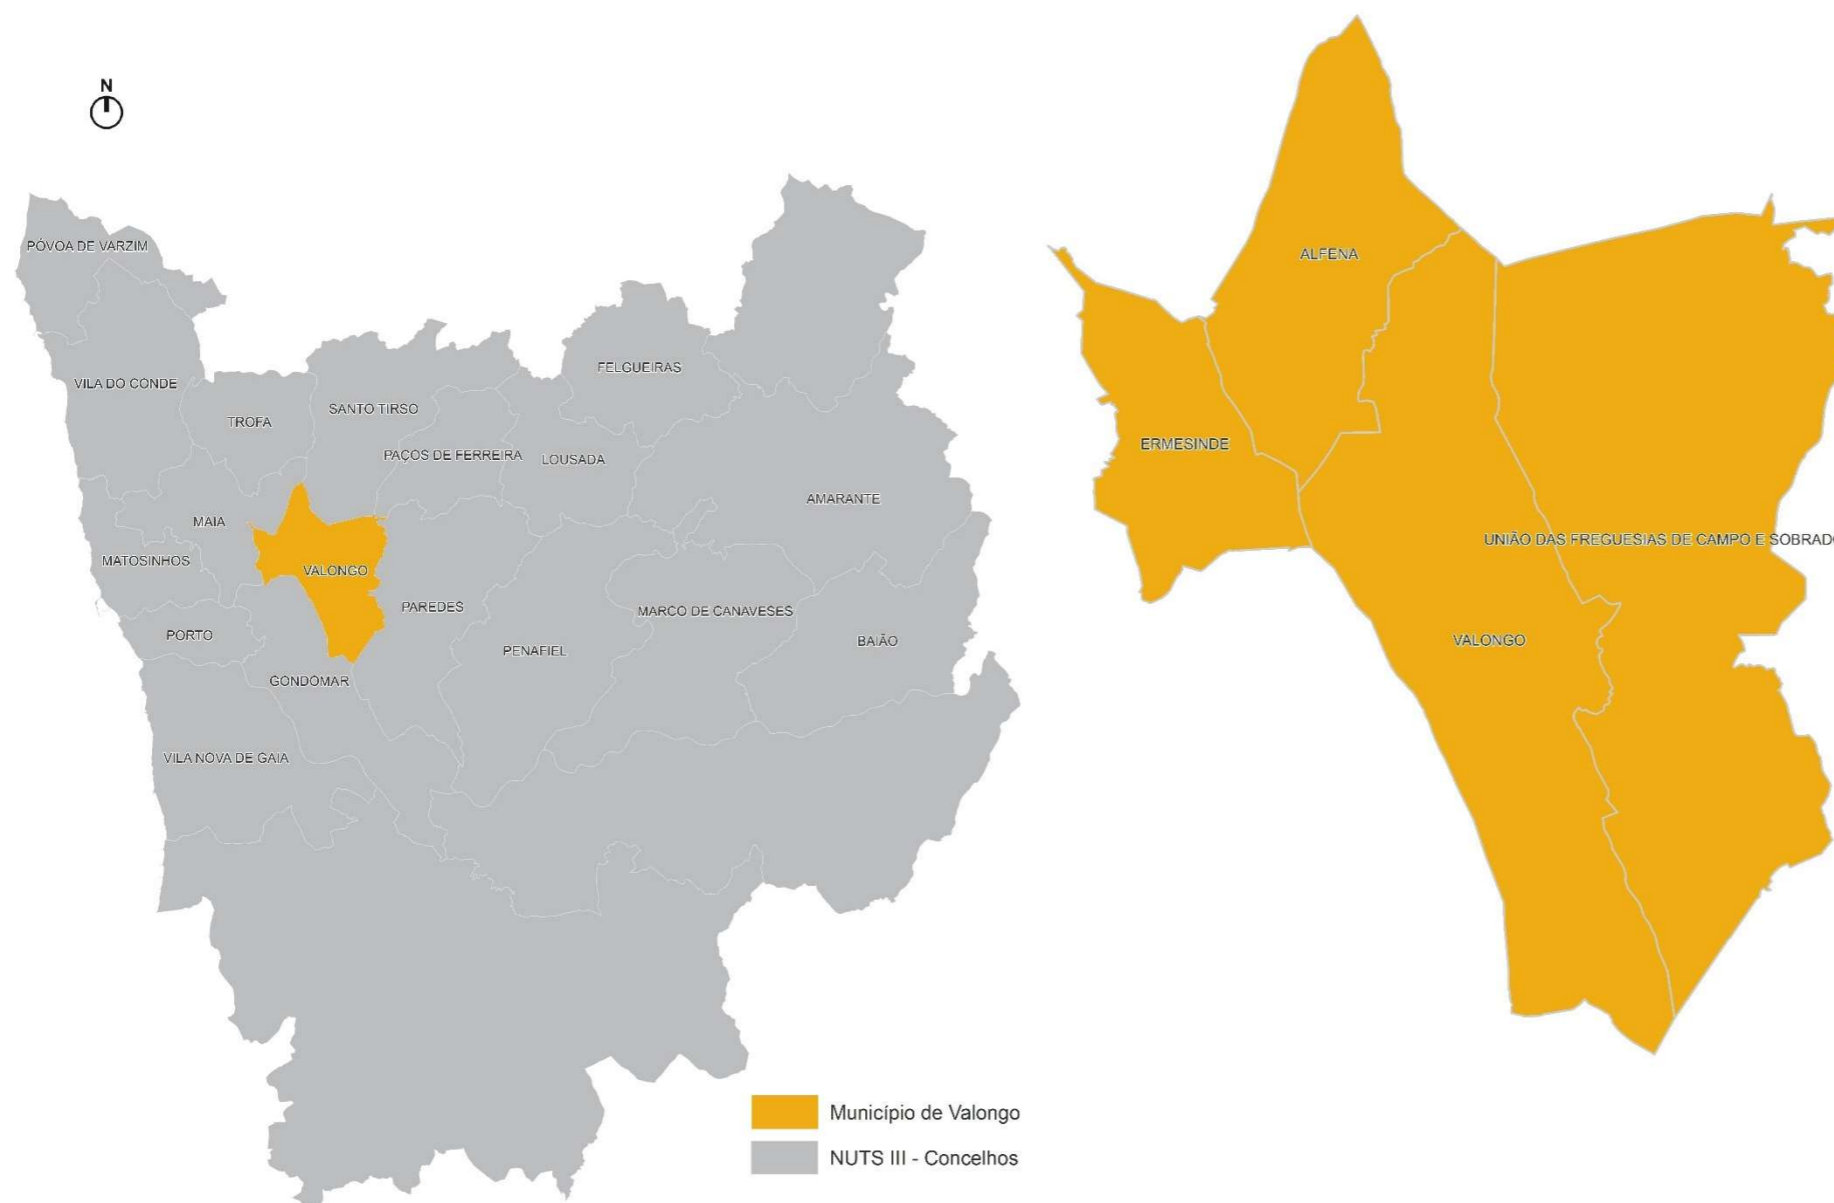 N
PÓVOA DE VARZIM
VILA DO CONDE
TROFA
SANTO TIRSO
FELGUEIRAS
PAÇOS DE FERREIRA
LOUSADA
AMARANTE
MAIA
MATOSINHOS
VALONGO
PAREDES
MARCO DE CANAVESES
PORTO
PENAFIEL
BAIÃO
GONDOMAR
VILA NOVA DE GAIA
Município de Valongo
NUTS III - Concelhos
ALFENA
ERMESINDE
UNIÃO DAS FREGUESIAS DE CAMPO E SOBRADO
VALONGO